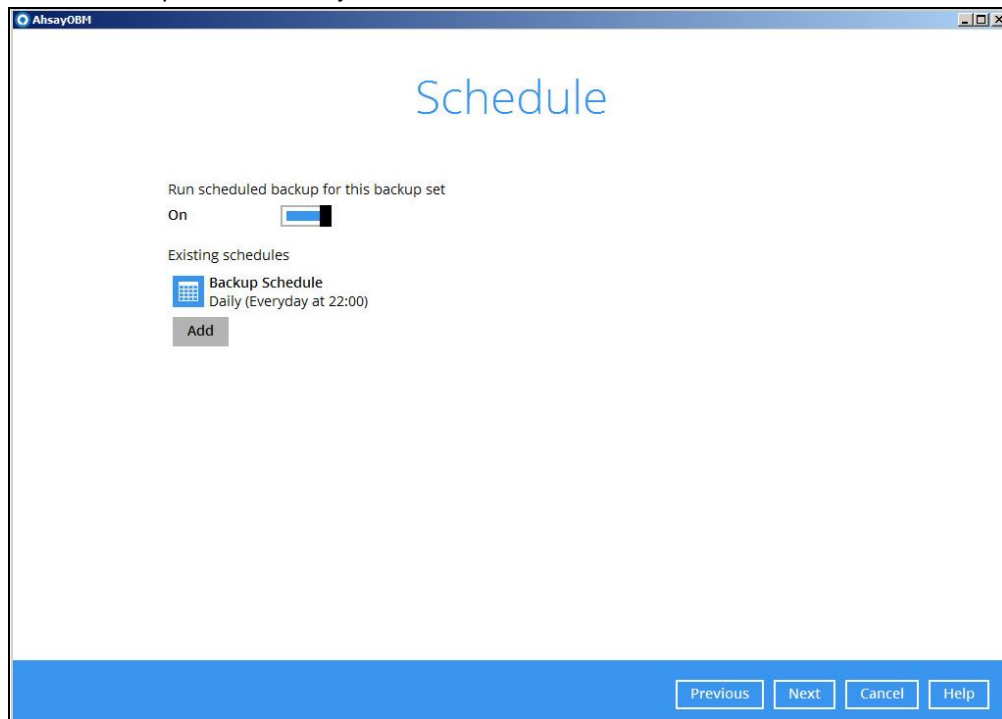 AhsayOBM
Schedule
Run scheduled backup for this backup set
On
Existing schedules
Backup Schedule
Daily (Everyday at 22:00)
Add
Previous Next Cancel Help